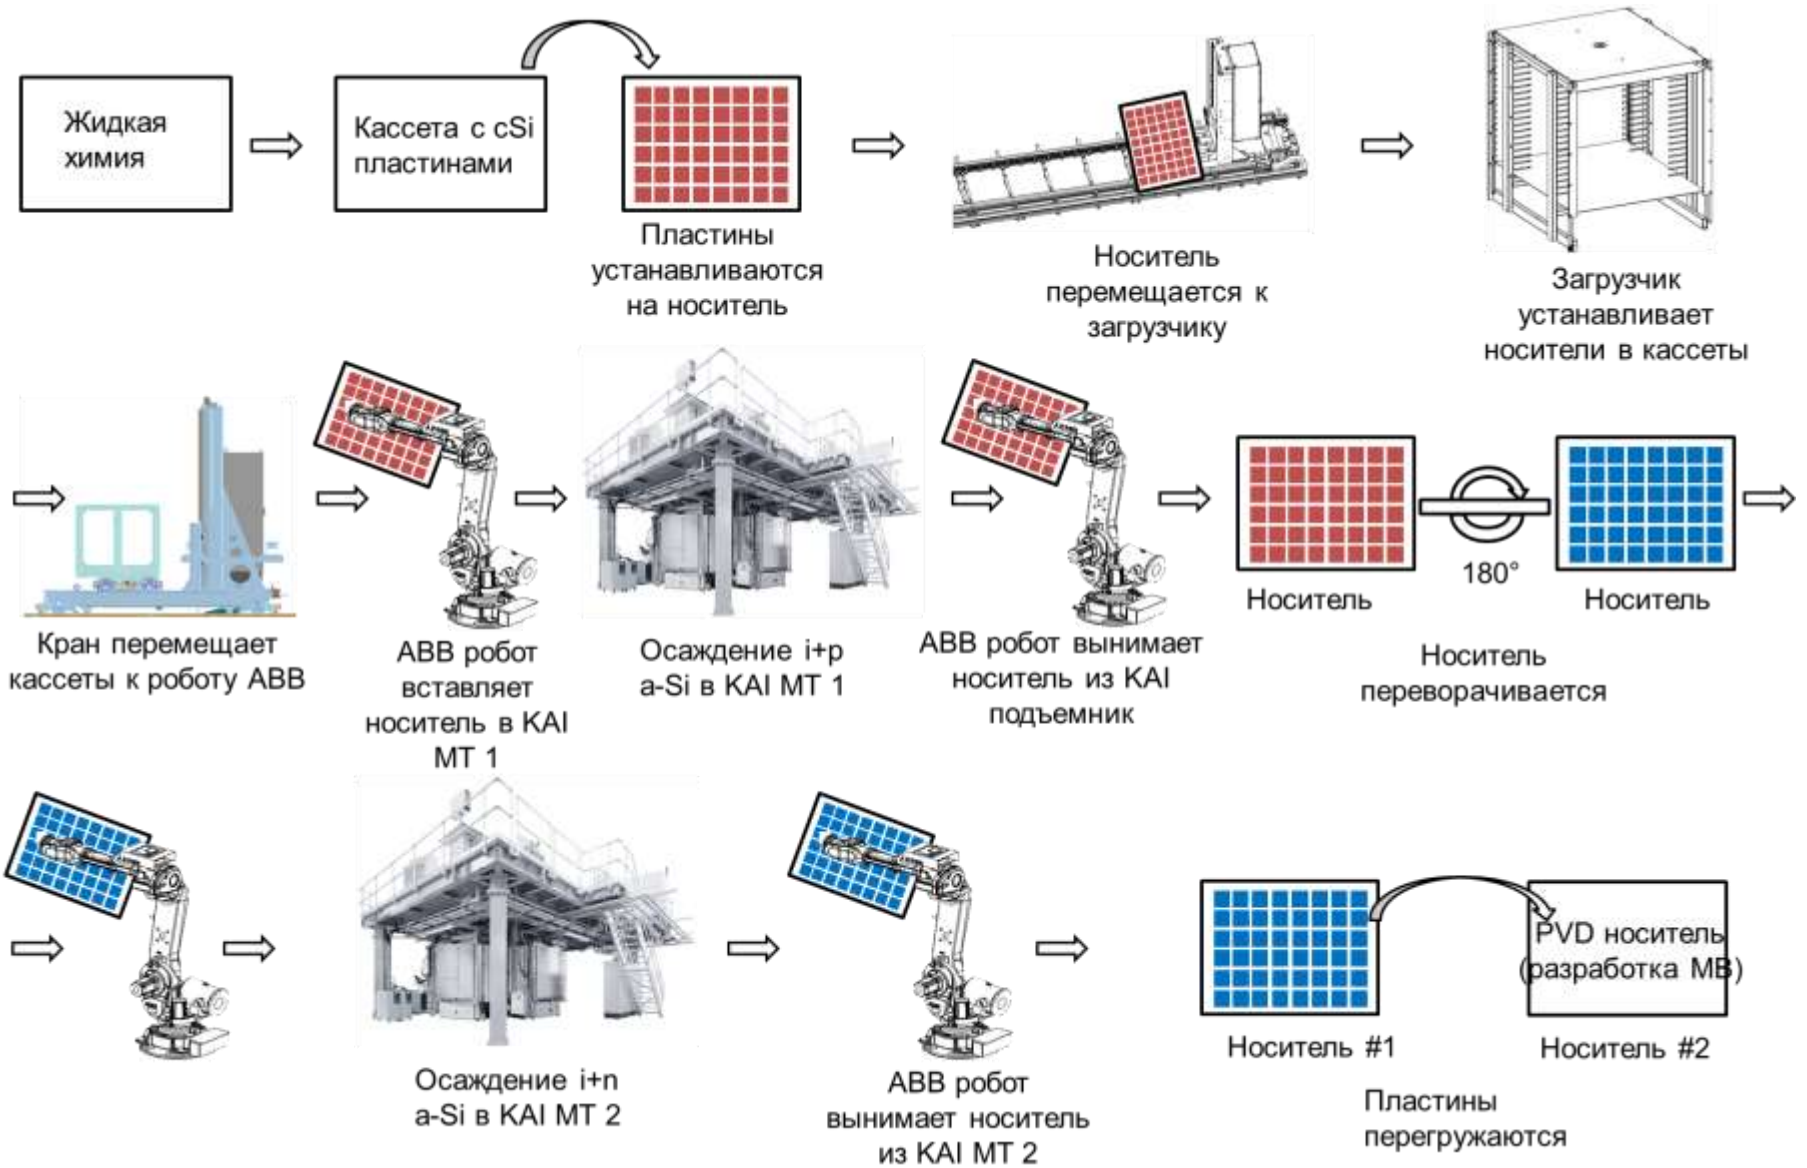 Жидкая
химия
Кассета с cSi
пластинами
Пластины
устанавливаются
на носитель
Носитель
перемещается к
загрузчику
Загрузчик
устанавливает
носители в кассеты
Кран перемещает
кассеты к роботу ABB
ABB робот
вставляет
носитель в KAI
MT 1
Осаждение i+p
a-Si в KAI MT 1
ABB робот вынимает
носитель из KAI
подъемник
Носитель
180°
Носитель
Носитель
переворачивается
Осаждение i+n
a-Si в KAI MT 2
ABB робот
вынимает носитель
из KAI MT 2
Носитель #1
PVD носитель
(разработка MB)
Носитель #2
Пластины
перегружаются